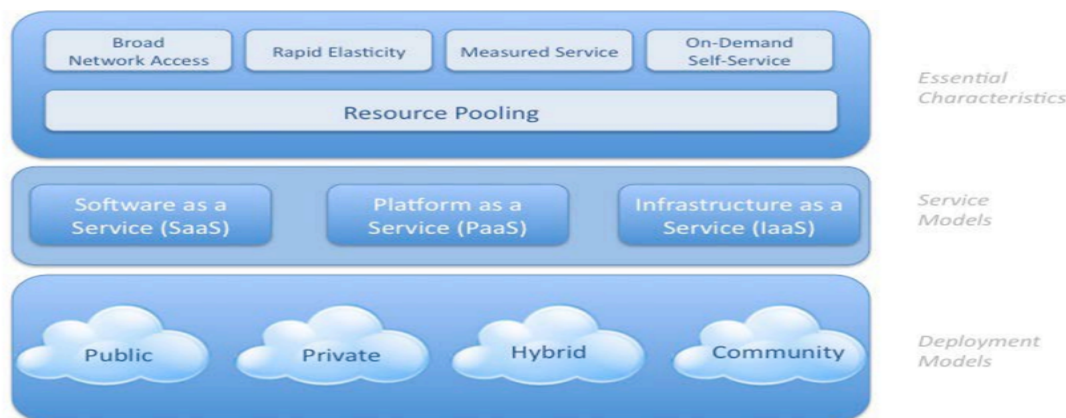 Broad
Network Access
Rapid Elasticity
Measured Service
On-Demand
Self-Service
Resource Pooling
Essential
Characteristics
Software as a
Service (SaaS)
Platform as a
Service (PaaS)
Infrastructure as a
Service (IaaS)
Service
Models
Public
Private
Hybrid
Community
Deployment
Models